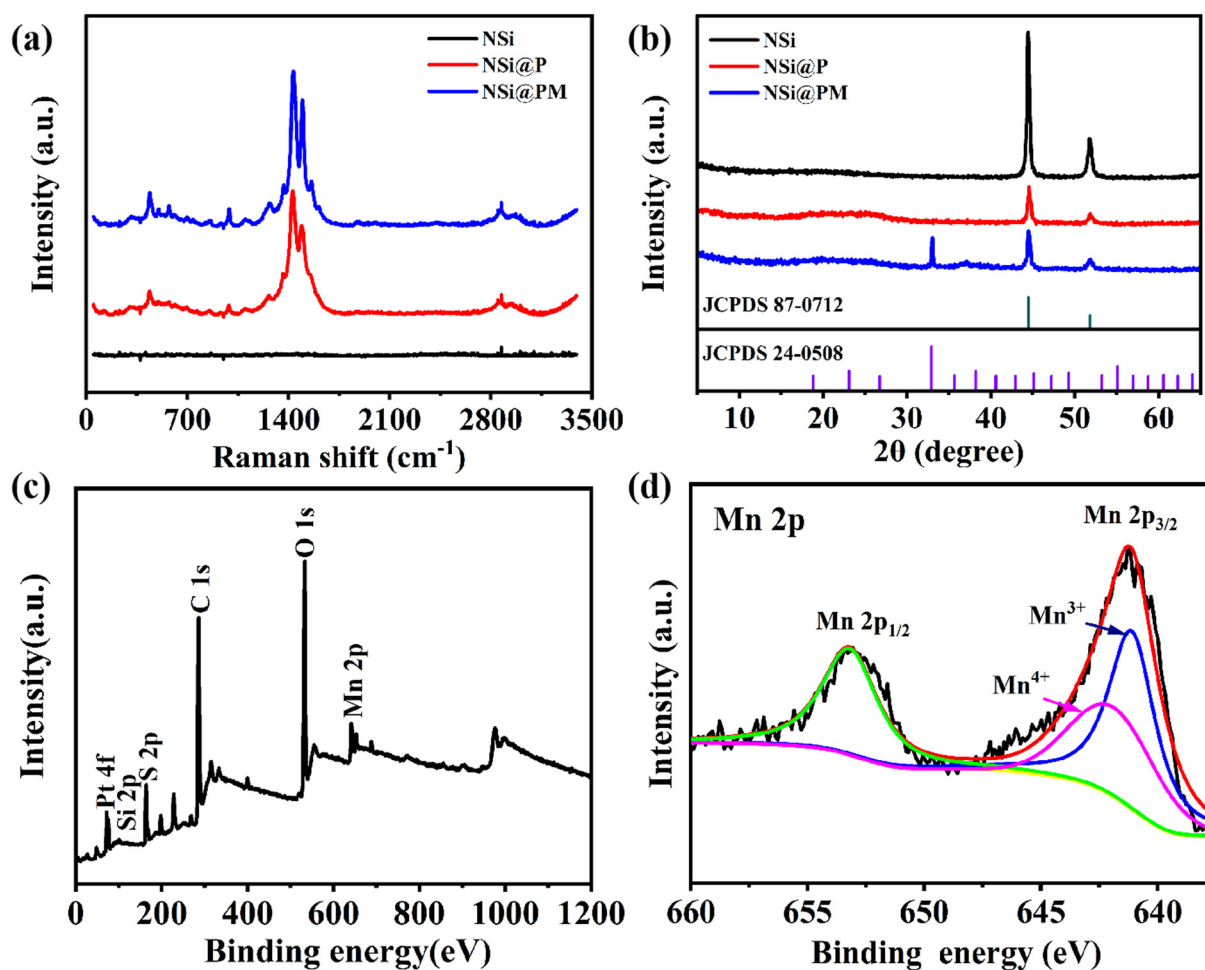 (a)
NSi
NSi@P
NSi@PM
Intensity (a.u.)
0 700 1400 2100 2800 3500
Raman shift (cm⁻¹)
(b)
NSi
NSi@P
NSi@PM
Intensity (a.u.)
JCPDS 87-0712
JCPDS 24-0508
10 20 30 40 50 60
2θ (degree)
(c)
Pt 4f
Si 2p
S 2p
C 1s
O 1s
Mn 2p
Intensity(a.u.)
0 200 400 600 800 1000 1200
Binding energy(eV)
(d)
Mn 2p
Mn 2p₁/₂
Mn 2p₃/₂
Mn³⁺
Mn⁴⁺
Intensity (a.u.)
660 655 650 645 640
Binding energy (eV)